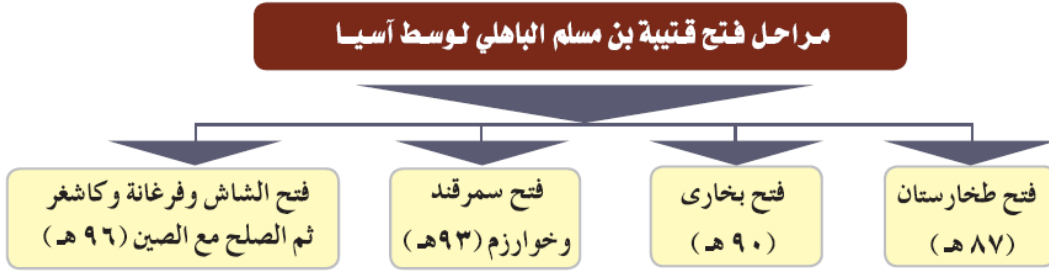 مراحل فتح قتيبة بن مسلم الباهلي لوسط آسيا
فتح طخارستان
(٨٧ هـ)
فتح بخارى
(٩٠ هـ)
فتح سمرقند
وخوارزم (٩٣هـ)
فتح الشاش وفرغانة وكاشغر
ثم الصلح مع الصين (٩٦ هـ)